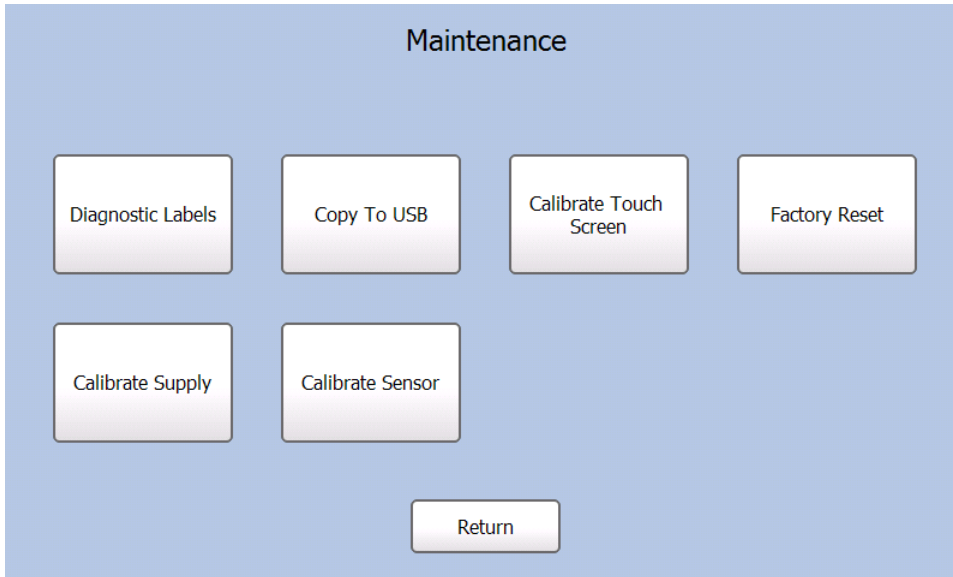 Maintenance
Diagnostic Labels
Copy To USB
Calibrate Touch
Screen
Factory Reset
Calibrate Supply
Calibrate Sensor
Return